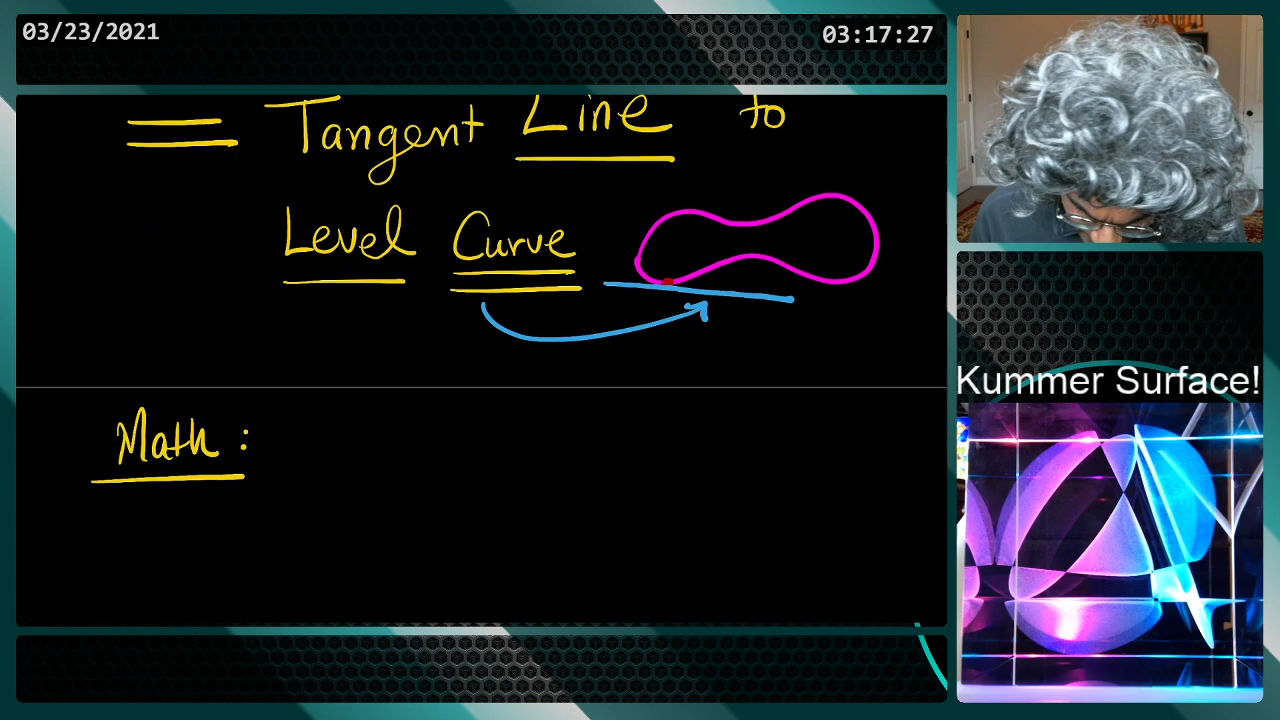 03/23/2021
03:17:27
Tangent Line to
Level Curve
Math:
Kummer Surface!